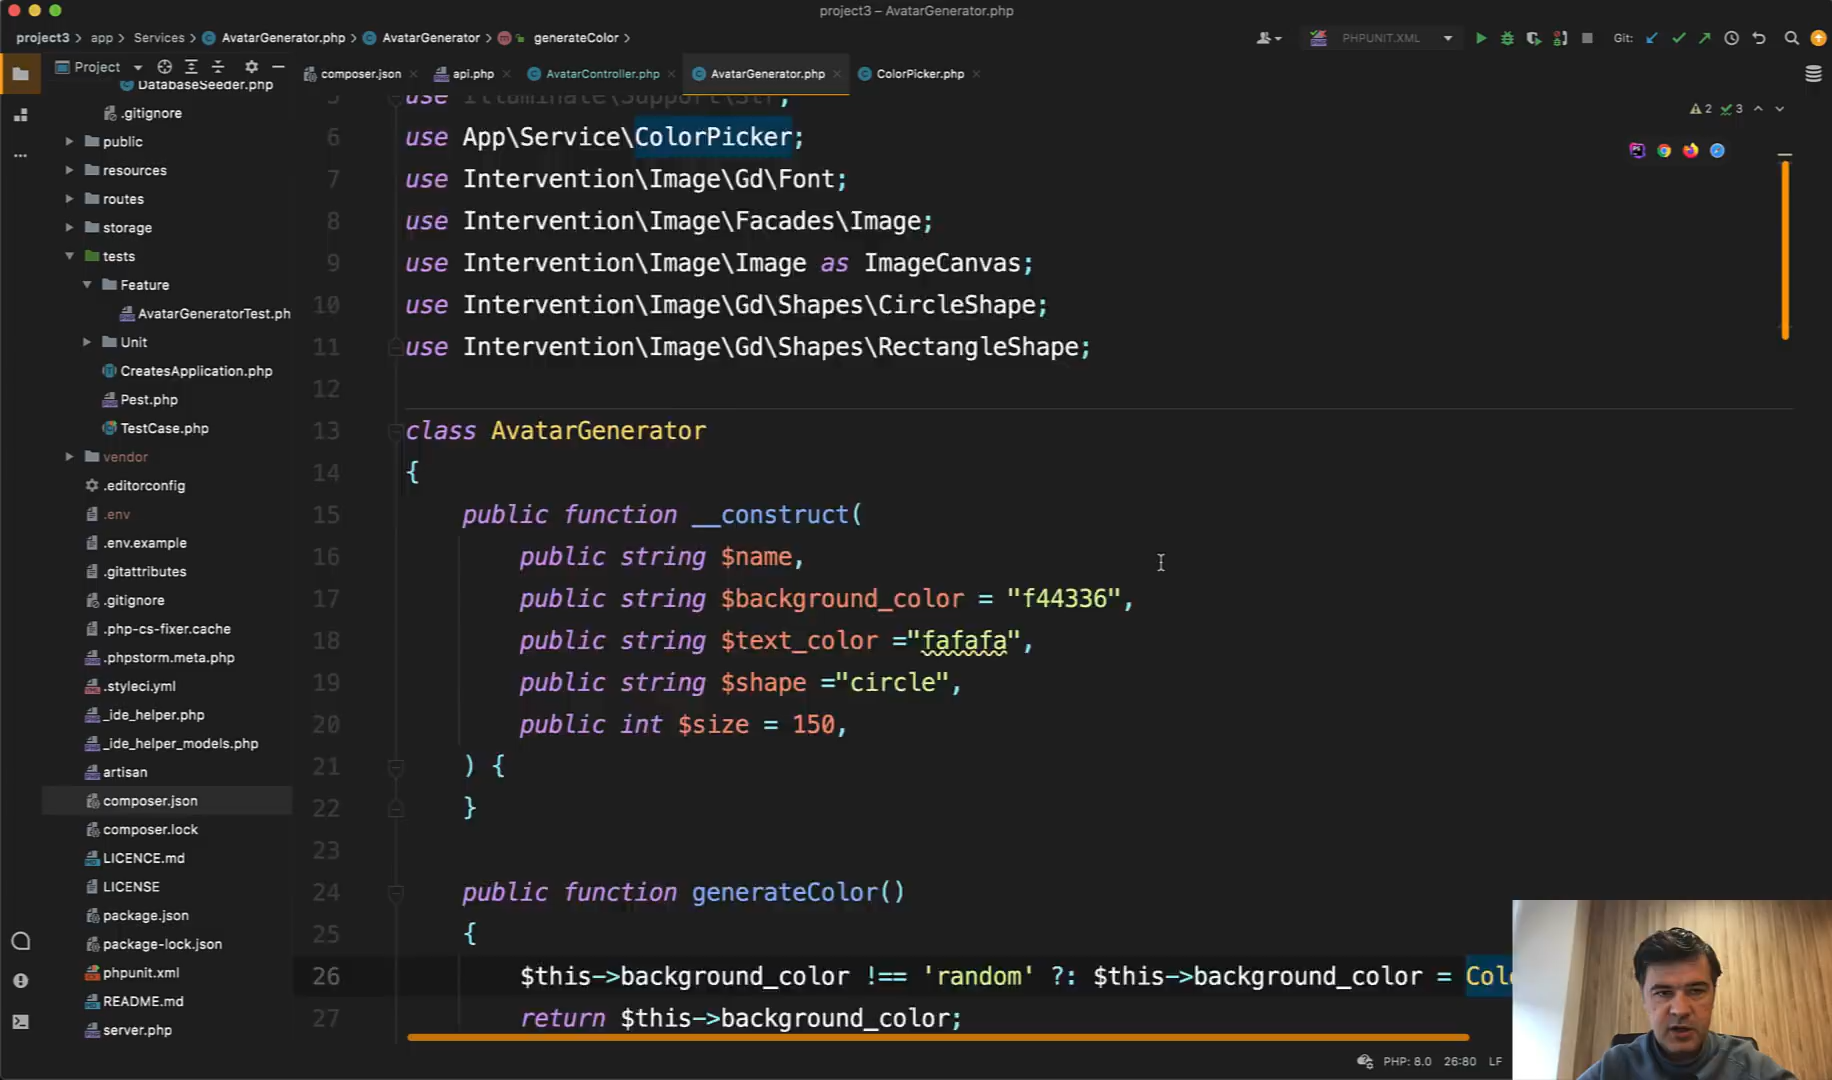 project3 – AvatarGenerator.php
project3 app Services AvatarGenerator.php AvatarGenerator generateColor
PHPUNIT.XML Git:
Project
composer.json api.php AvatarController.php AvatarGenerator.php ColorPicker.php
2 3
DatabaseSeeder.php
.gitignore
public
resources
routes
storage
tests
Feature
AvatarGeneratorTest.ph
Unit
CreatesApplication.php
Pest.php
TestCase.php
vendor
.editorconfig
.env
.env.example
.gitattributes
.gitignore
.php-cs-fixer.cache
.phpstorm.meta.php
.styleci.yml
_ide_helper.php
_ide_helper_models.php
artisan
composer.json
composer.lock
LICENCE.md
LICENSE
package.json
package-lock.json
phpunit.xml
README.md
server.php
5 use Illuminate\Support\Str;
6 use App\Service\ColorPicker;
7 use Intervention\Image\Gd\Font;
8 use Intervention\Image\Facades\Image;
9 use Intervention\Image\Image as ImageCanvas;
10 use Intervention\Image\Gd\Shapes\CircleShape;
11 use Intervention\Image\Gd\Shapes\RectangleShape;
12
13 class AvatarGenerator
14 {
15 public function __construct(
16 public string $name,
17 public string $background_color = "f44336",
18 public string $text_color ="fafafa",
19 public string $shape ="circle",
20 public int $size = 150,
21 ) {
22 }
23
24 public function generateColor()
25 {
26 $this->background_color !== 'random' ?: $this->background_color = Colo
27 return $this->background_color;
PHP: 8.0 26:80 LF